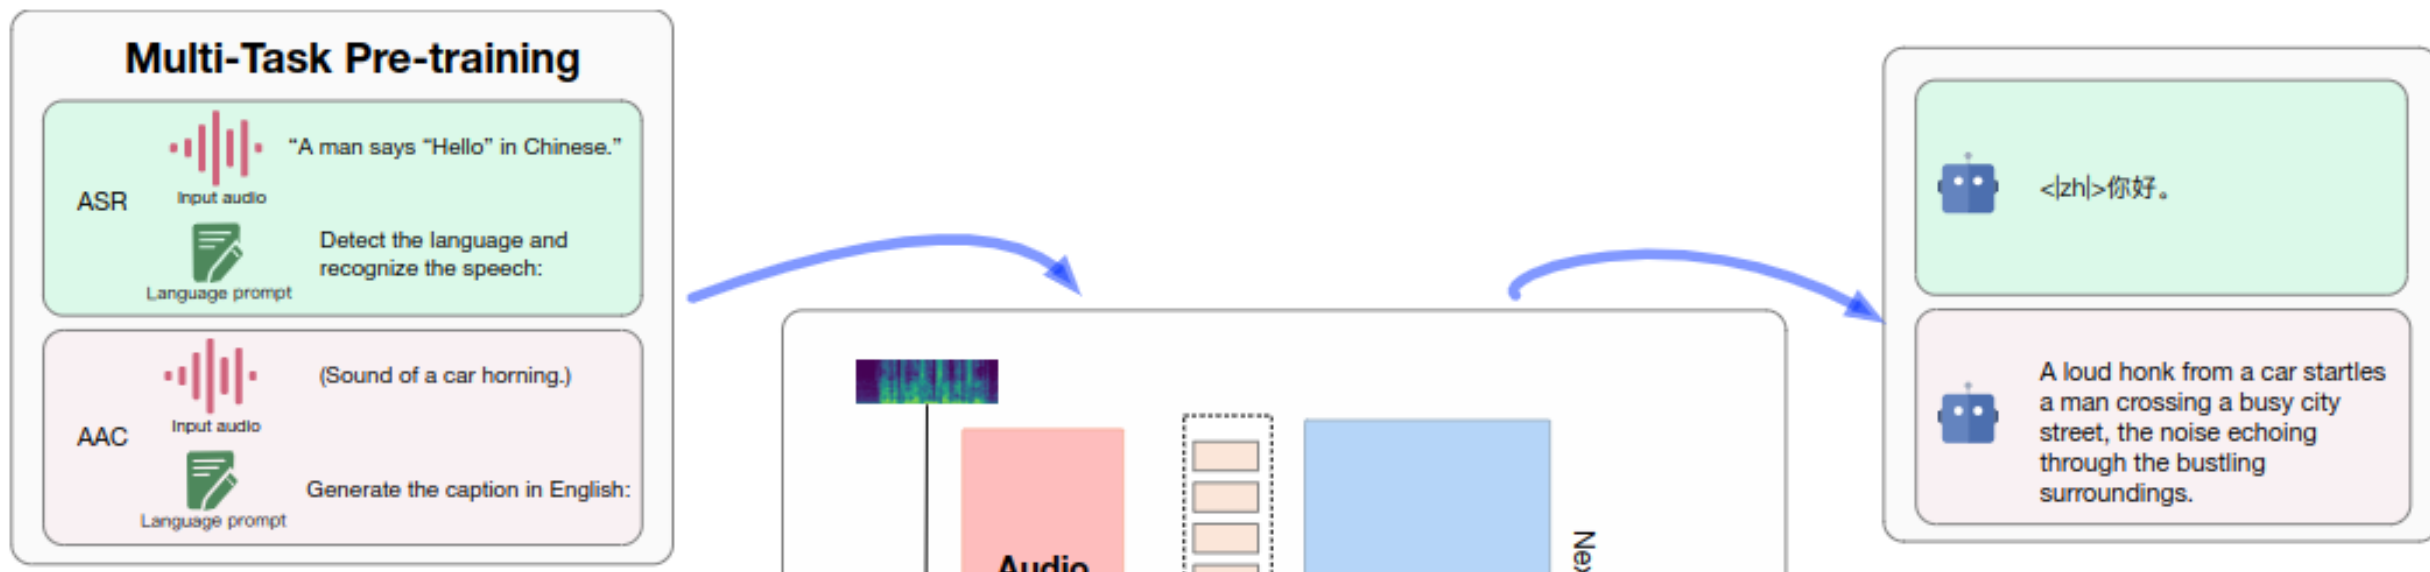 Multi-Task Pre-training
“A man says “Hello” in Chinese.”
Input audio
ASR
Detect the language and
recognize the speech:
Language prompt
(Sound of a car horning.)
Input audio
AAC
Generate the caption in English:
Language prompt
Audio
<|zh|>你好。
A loud honk from a car startles
a man crossing a busy city
street, the noise echoing
through the bustling
surroundings.